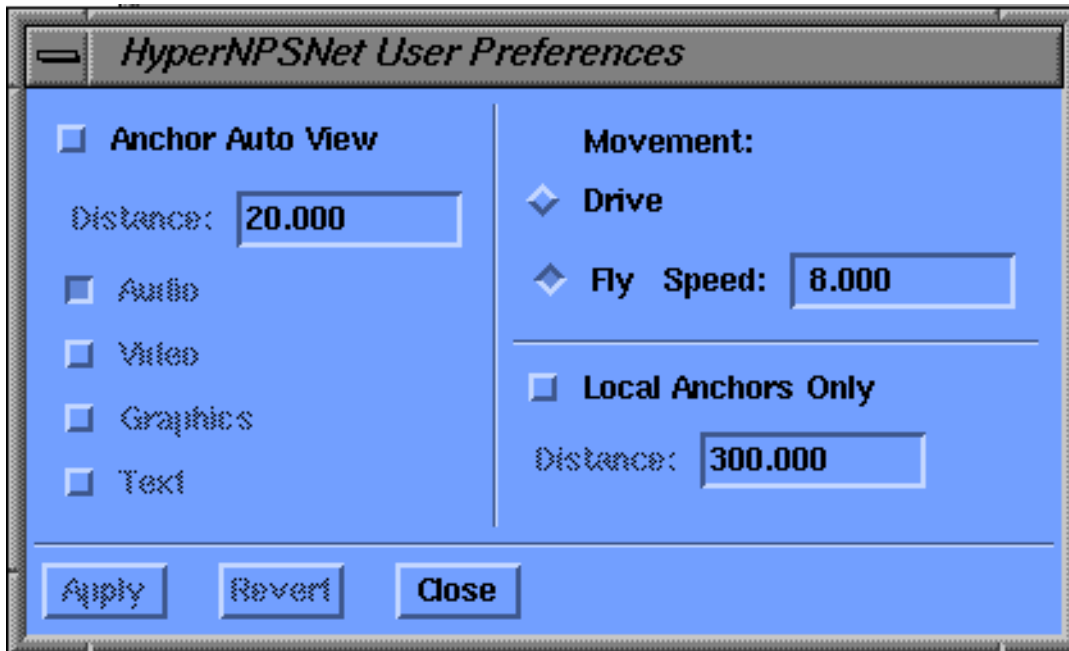 HyperNPSNet User Preferences
Anchor Auto View
Distance: 20.000
Audio
Video
Graphics
Text
Movement:
Drive
Fly Speed: 8.000
Local Anchors Only
Distance: 300.000
Apply Revert Close